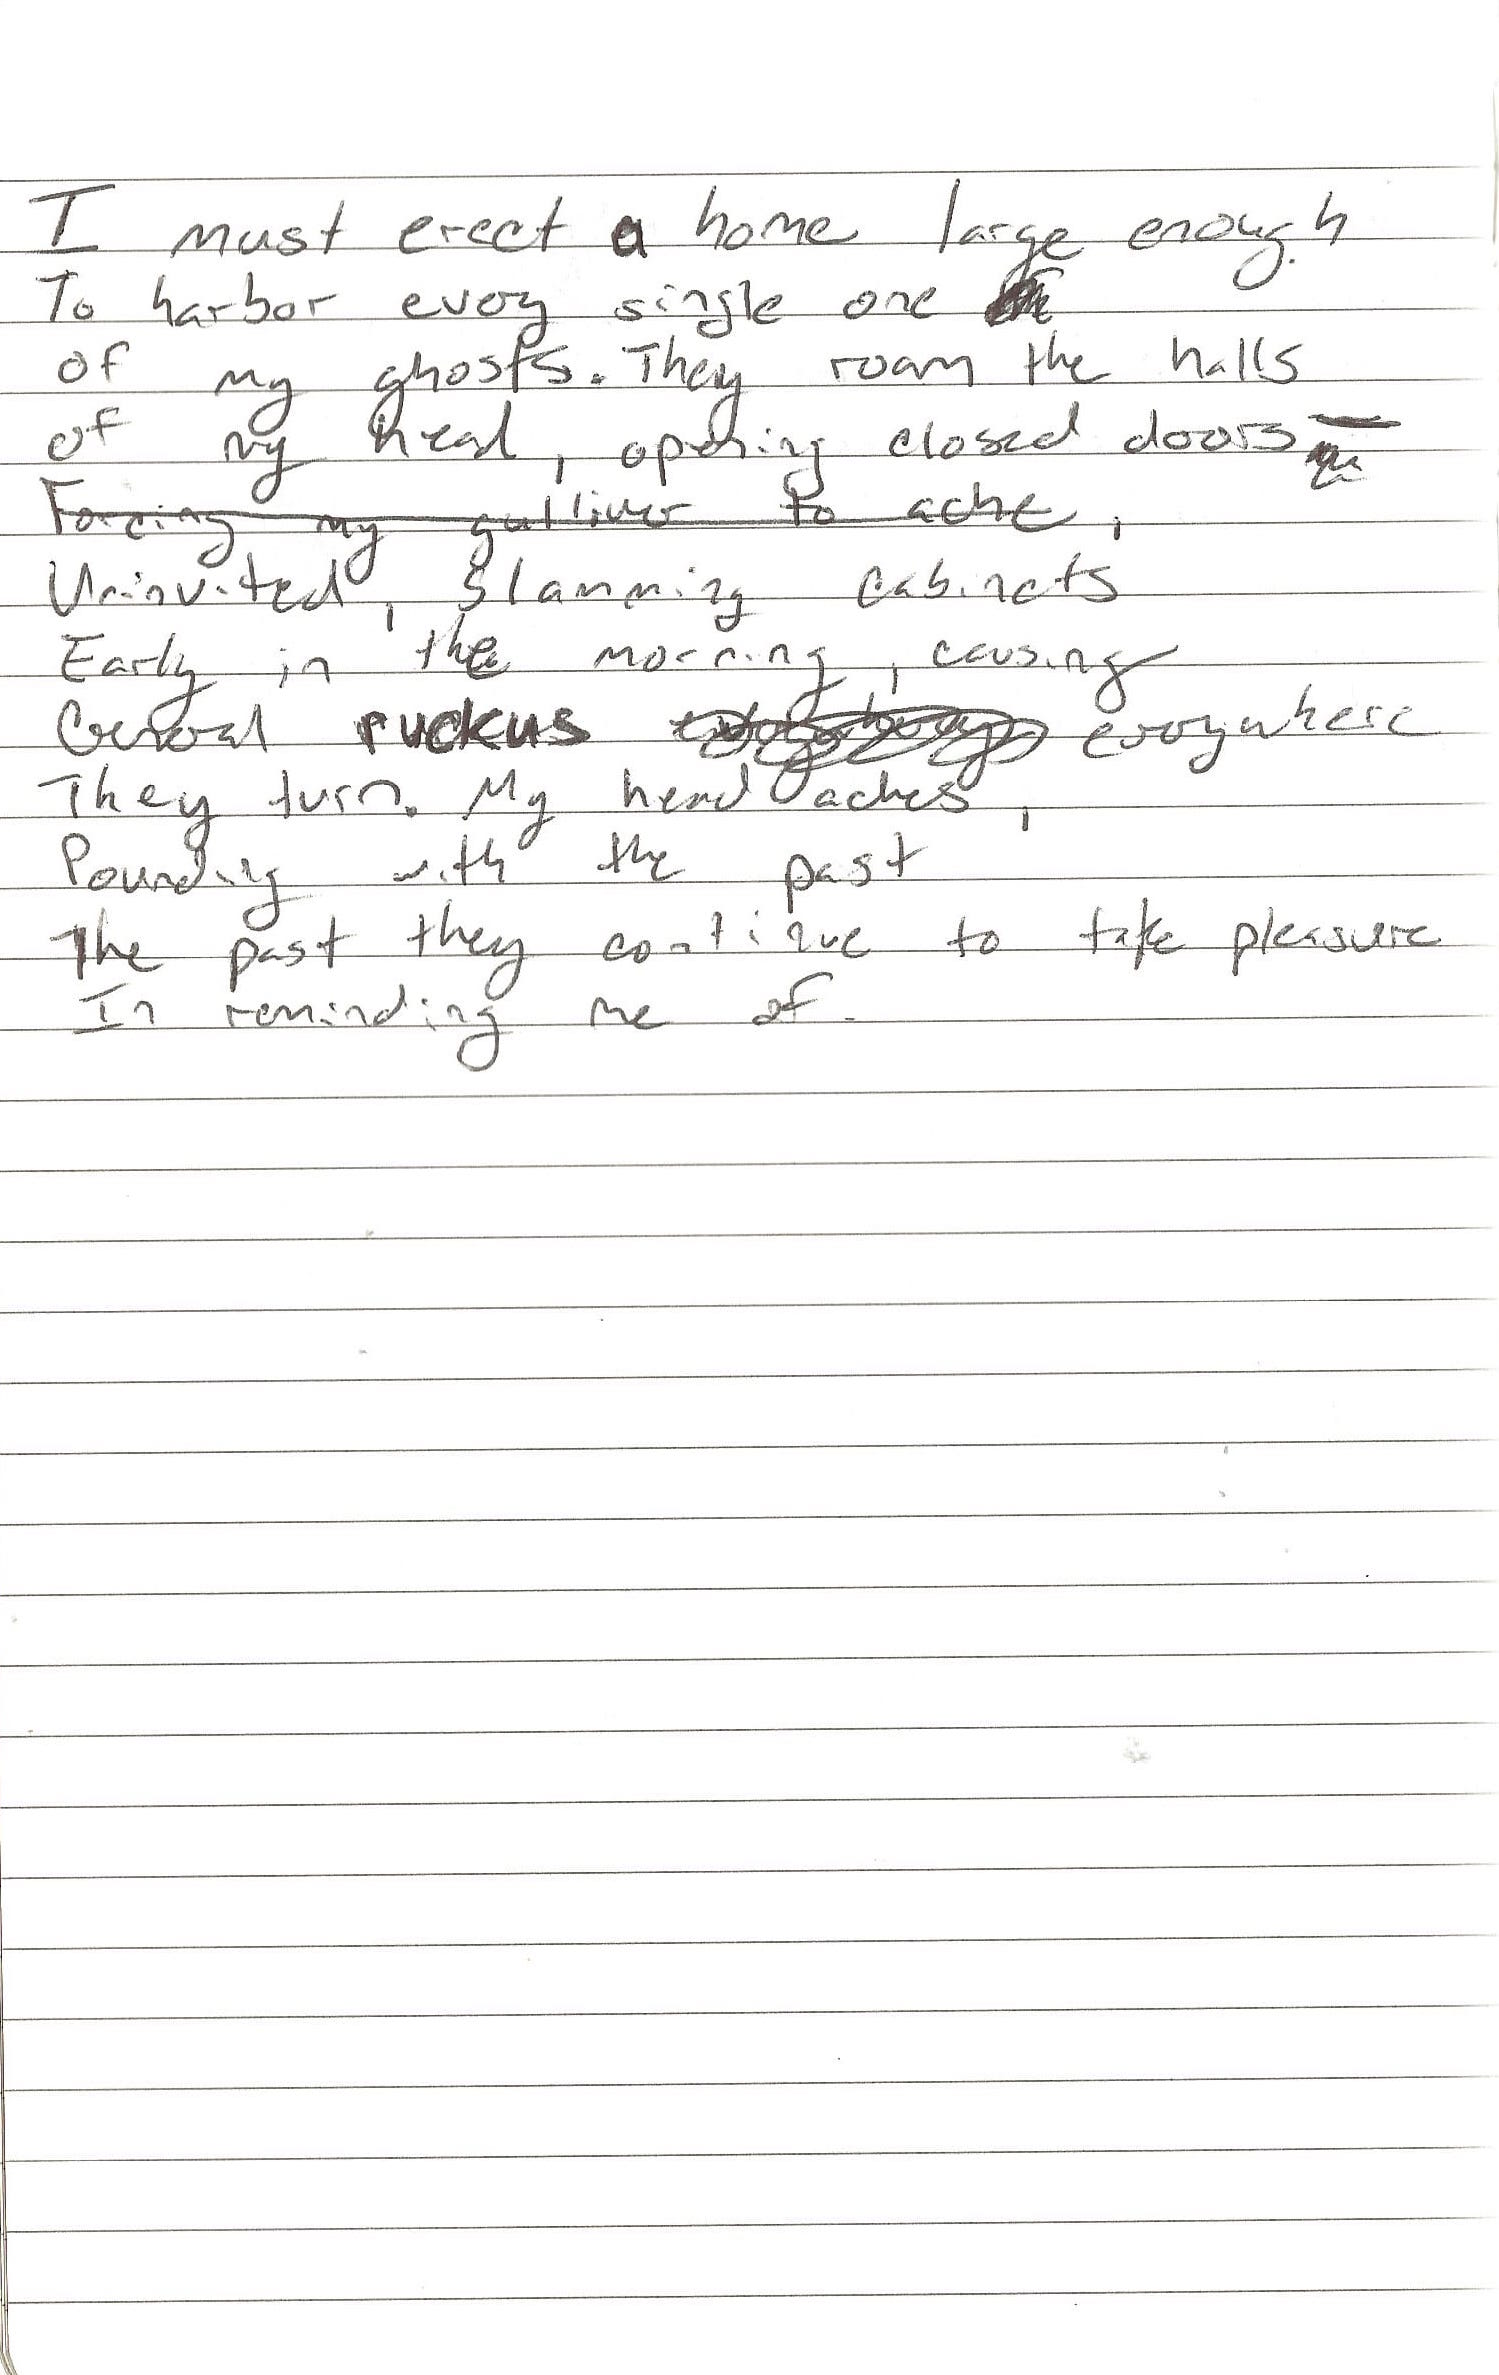 I must erect a home large enough
To harbor every single one
of my ghosts. They roam the halls
of my head, opening closed doors
Forcing my gulliver to ache,
Uninvited, slamming cabinets
Early in the morning, causing
General ruckus everywhere
They turn. My head aches,
Pounding with the past
The past they continue to take pleasure
In reminding me of.